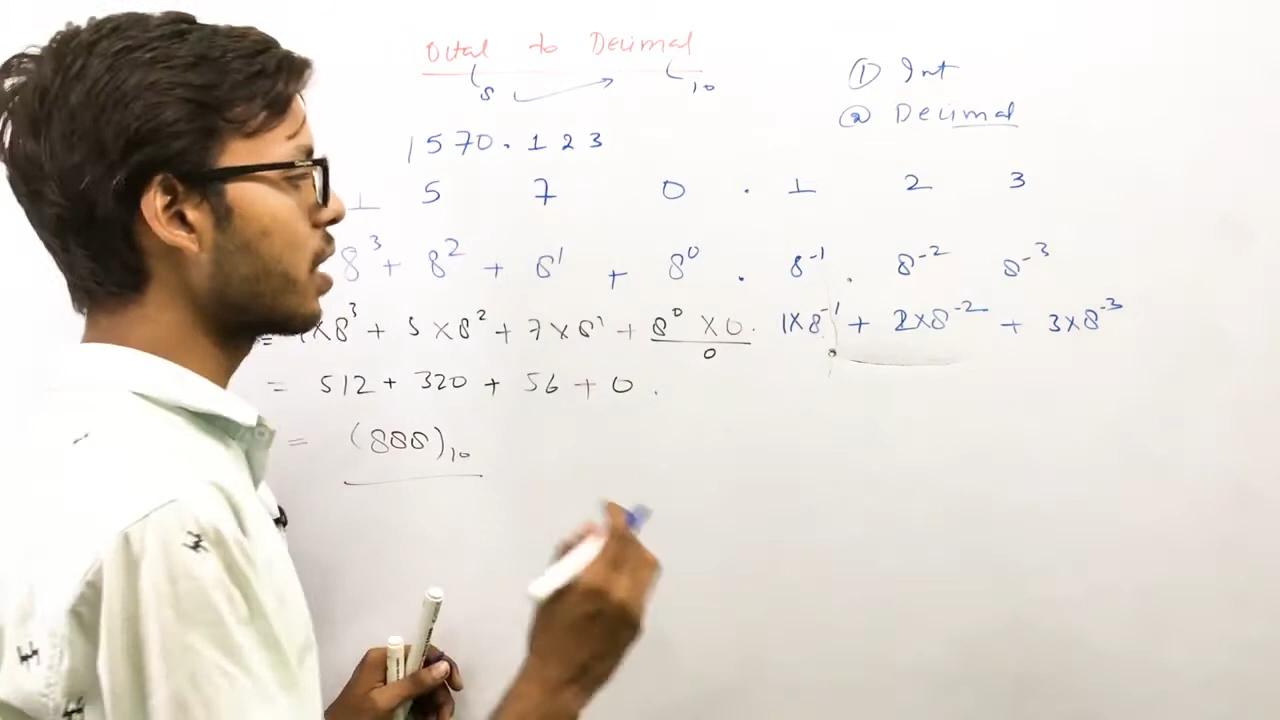 Octal to Decimal
8 10
① Int
② Decimal
1570.123
1 5 7 0 . 1 2 3
8³ + 8² + 8¹ + 8⁰ . 8⁻¹ . 8⁻² 8⁻³
= 1×8³ + 5×8² + 7×8¹ + 8⁰×0. 1×8⁻¹ + 2×8⁻² + 3×8⁻³
0
= 512 + 320 + 56 + 0 .
= (888)₁₀